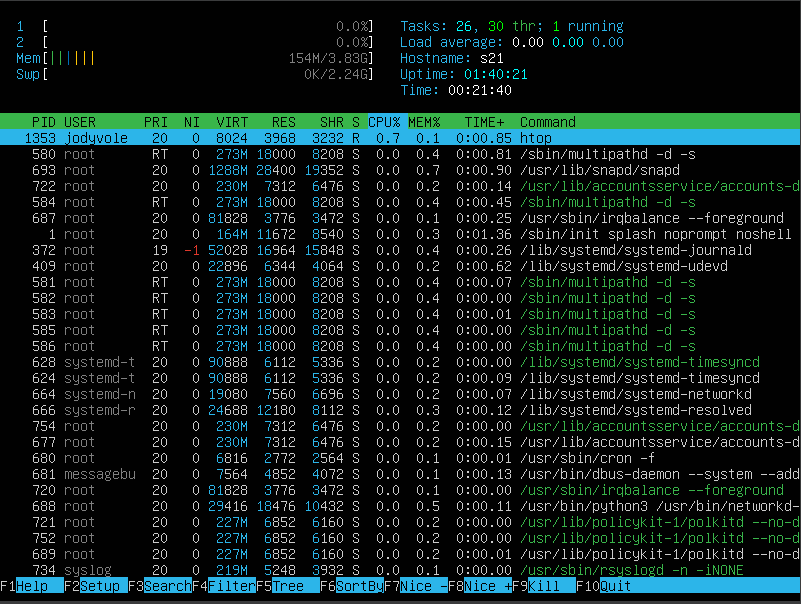 1 [ 0.0%] Tasks: 26, 30 thr; 1 running
2 [ 0.0%] Load average: 0.00 0.00 0.00
Mem[|||||| 154M/3.83G] Hostname: s21
Swp[ 0K/2.24G] Uptime: 01:40:21
Time: 00:21:40
PID USER PRI NI VIRT RES SHR S CPU% MEM% TIME+ Command
1353 jodyvole 20 0 8024 3968 3232 R 0.7 0.1 0:00.85 htop
580 root RT 0 273M 18000 8208 S 0.0 0.4 0:00.81 /sbin/multipathd -d -s
693 root 20 0 1288M 28400 19352 S 0.0 0.7 0:00.90 /usr/lib/snapd/snapd
722 root 20 0 230M 7312 6476 S 0.0 0.2 0:00.14 /usr/lib/accountsservice/accounts-d
584 root RT 0 273M 18000 8208 S 0.0 0.4 0:00.45 /sbin/multipathd -d -s
687 root 20 0 81828 3776 3472 S 0.0 0.1 0:00.25 /usr/sbin/irqbalance --foreground
1 root 20 0 164M 11672 8540 S 0.0 0.3 0:01.36 /sbin/init splash noprompt noshell
372 root 19 -1 52028 16964 15848 S 0.0 0.4 0:00.26 /lib/systemd/systemd-journald
409 root 20 0 22896 6344 4064 S 0.0 0.2 0:00.62 /lib/systemd/systemd-udevd
581 root RT 0 273M 18000 8208 S 0.0 0.4 0:00.07 /sbin/multipathd -d -s
582 root RT 0 273M 18000 8208 S 0.0 0.4 0:00.00 /sbin/multipathd -d -s
583 root RT 0 273M 18000 8208 S 0.0 0.4 0:00.01 /sbin/multipathd -d -s
585 root RT 0 273M 18000 8208 S 0.0 0.4 0:00.00 /sbin/multipathd -d -s
586 root RT 0 273M 18000 8208 S 0.0 0.4 0:00.00 /sbin/multipathd -d -s
628 systemd-t 20 0 90888 6112 5336 S 0.0 0.2 0:00.00 /lib/systemd/systemd-timesyncd
624 systemd-t 20 0 90888 6112 5336 S 0.0 0.2 0:00.09 /lib/systemd/systemd-timesyncd
664 systemd-n 20 0 19080 7560 6696 S 0.0 0.2 0:00.07 /lib/systemd/systemd-networkd
666 systemd-r 20 0 24688 12180 8112 S 0.0 0.3 0:00.12 /lib/systemd/systemd-resolved
754 root 20 0 230M 7312 6476 S 0.0 0.2 0:00.00 /usr/lib/accountsservice/accounts-d
677 root 20 0 230M 7312 6476 S 0.0 0.2 0:00.15 /usr/lib/accountsservice/accounts-d
680 root 20 0 6816 2772 2564 S 0.0 0.1 0:00.01 /usr/sbin/cron -f
681 messagebu 20 0 7564 4852 4072 S 0.0 0.1 0:00.13 /usr/bin/dbus-daemon --system --add
720 root 20 0 81828 3776 3472 S 0.0 0.1 0:00.00 /usr/sbin/irqbalance --foreground
688 root 20 0 29416 18476 10432 S 0.0 0.5 0:00.11 /usr/bin/python3 /usr/bin/networkd-
721 root 20 0 227M 6852 6160 S 0.0 0.2 0:00.00 /usr/lib/policykit-1/polkitd --no-d
752 root 20 0 227M 6852 6160 S 0.0 0.2 0:00.00 /usr/lib/policykit-1/polkitd --no-d
689 root 20 0 227M 6852 6160 S 0.0 0.2 0:00.01 /usr/lib/policykit-1/polkitd --no-d
734 syslog 20 0 219M 5248 3932 S 0.0 0.1 0:00.00 /usr/sbin/rsyslogd -n -iNONE
F1Help F2Setup F3SearchF4FilterF5Tree F6SortByF7Nice -F8Nice +F9Kill F10Quit